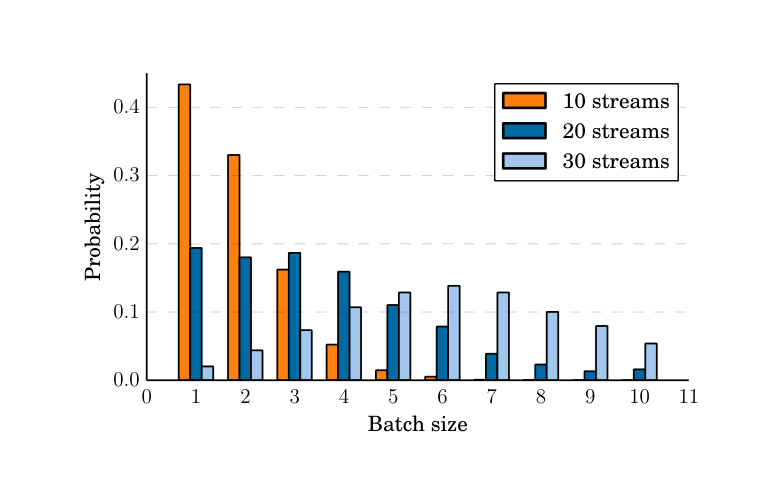 10 streams
20 streams
30 streams
Probability
0.4
0.3
0.2
0.1
0.0
0 1 2 3 4 5 6 7 8 9 10 11
Batch size